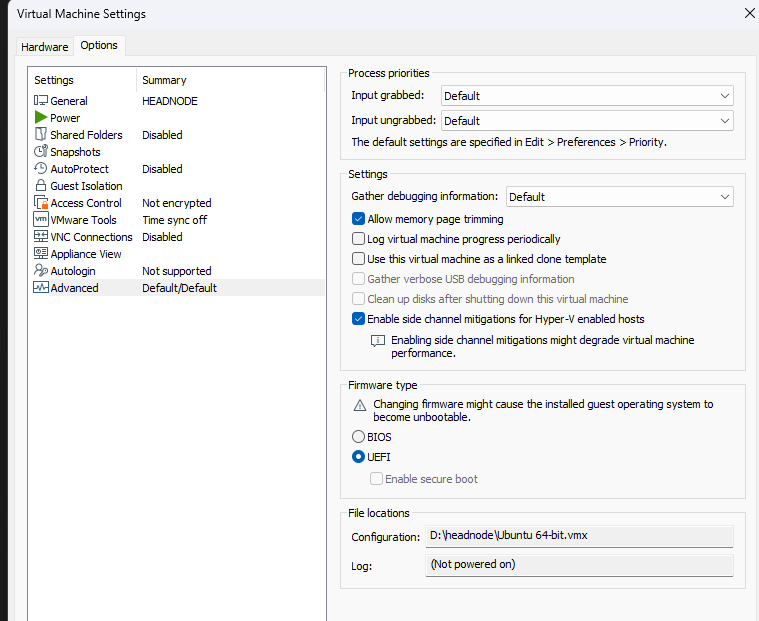 Virtual Machine Settings
Hardware
Options
Settings Summary
General HEADNODE
Power
Shared Folders Disabled
Snapshots
AutoProtect Disabled
Guest Isolation
Access Control Not encrypted
VMware Tools Time sync off
VNC Connections Disabled
Appliance View
Autologin Not supported
Advanced Default/Default
Process priorities
Input grabbed: Default
Input ungrabbed: Default
The default settings are specified in Edit > Preferences > Priority.
Settings
Gather debugging information: Default
Allow memory page trimming
Log virtual machine progress periodically
Use this virtual machine as a linked clone template
Gather verbose USB debugging information
Clean up disks after shutting down this virtual machine
Enable side channel mitigations for Hyper-V enabled hosts
Enabling side channel mitigations might degrade virtual machine
performance.
Firmware type
Changing firmware might cause the installed guest operating system to
become unbootable.
BIOS
UEFI
Enable secure boot
File locations
Configuration: D:\headnode\Ubuntu 64-bit.vmx
Log: (Not powered on)